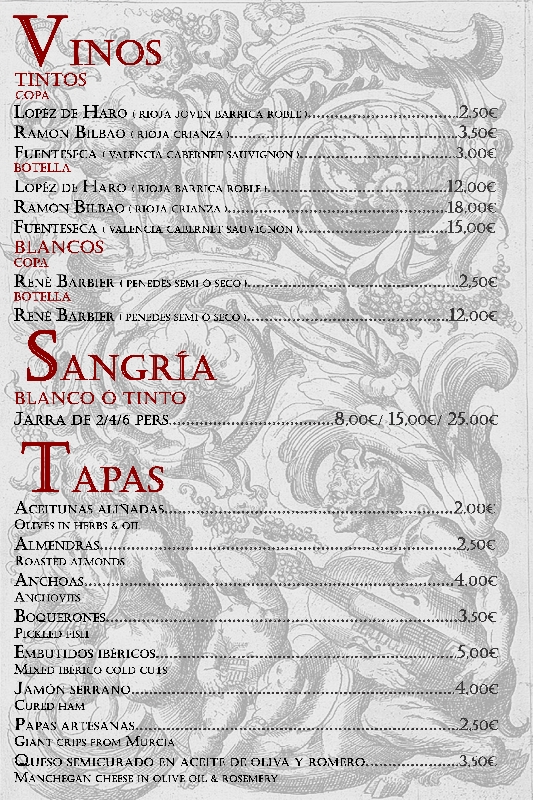 Vinos
TINTOS
COPA
Lopèz de Haro ( Rioja joven barrica roble )...2,50€
Ramon Bilbao ( Rioja crianza )...3,50€
Fuenteseca ( Valencia cabernet sauvignon )...3,00€
BOTELLA
Lopèz de Haro ( Rioja barrica roble )...12,00€
Ramon Bilbao ( Rioja crianza )...18,00€
Fuenteseca ( Valencia cabernet sauvignon )...15,00€
BLANCOS
COPA
Renè Barbier ( penedes semi ò seco )...2,50€
BOTELLA
Renè Barbier ( penedes semi ò seco )...12,00€
Sangría
BLANCO Ò TINTO
Jarra de 2/4/6 pers...8,00€/ 15,00€/ 25,00€
Tapas
Aceitunas aliñadas...2,00€
Olives in herbs & oil
Almendras...2,50€
Roasted almonds
Anchoas...4,00€
Anchovies
Boquerones...3,50€
Pickled fish
Embutidos ibéricos...5,00€
Mixed iberico cold cuts
Jamón serrano...4,00€
Cured ham
Papas artesanas...2,50€
Giant crips from Murcia
Queso semicurado en aceite de oliva y romero...3,50€
Manchegan cheese in olive oil & rosemery